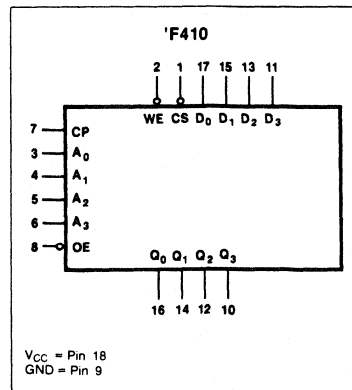 'F410
2 1 17 15 13 11
WE CS D₀ D₁ D₂ D₃
7 CP
3 A₀
4 A₁
5 A₂
6 A₃
8 OE
Q₀ Q₁ Q₂ Q₃
16 14 12 10
VCC = Pin 18
GND = Pin 9